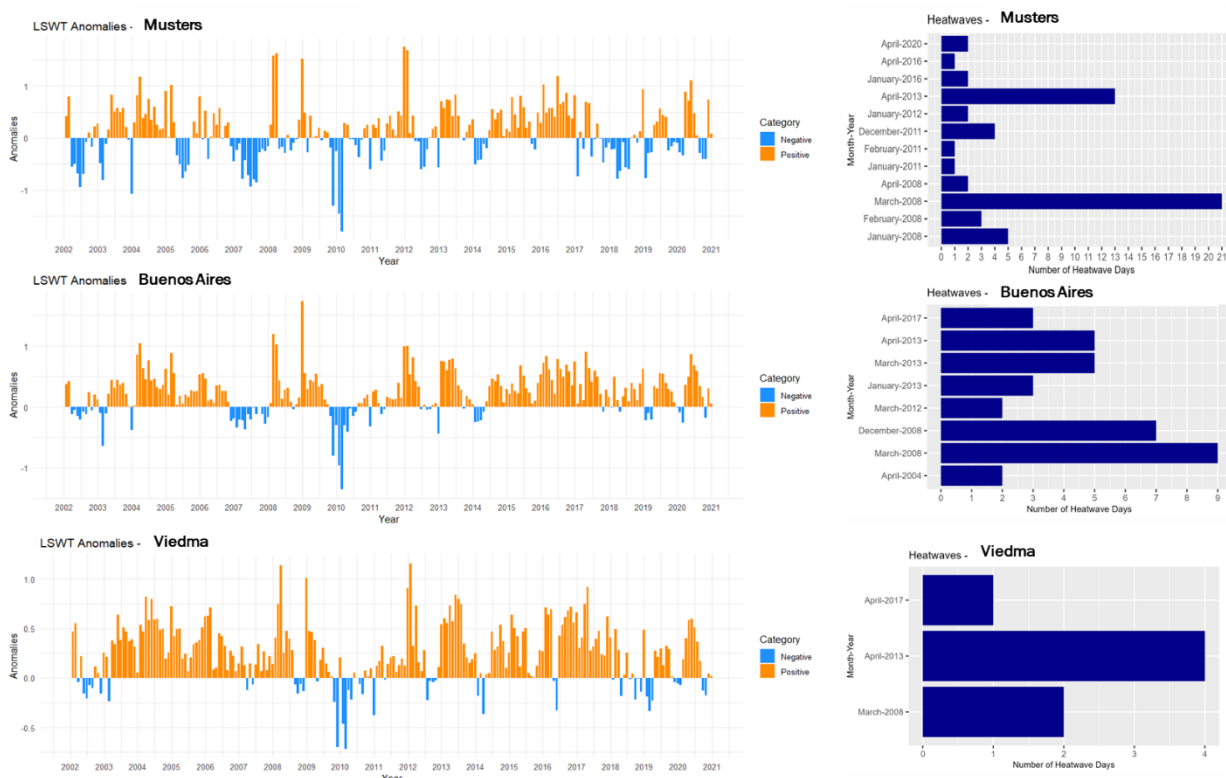 LSWT Anomalies - Musters
Anomalies
1
0
-1
2002 2003 2004 2005 2006 2007 2008 2009 2010 2011 2012 2013 2014 2015 2016 2017 2018 2019 2020 2021
Year
Category
Negative
Positive
Heatwaves - Musters
Month-Year
April-2020
April-2016
January-2016
April-2013
January-2012
December-2011
February-2011
January-2011
April-2008
March-2008
February-2008
January-2008
0 1 2 3 4 5 6 7 8 9 10 11 12 13 14 15 16 17 18 19 20 21
Number of Heatwave Days
LSWT Anomalies Buenos Aires
Anomalies
1
0
-1
2002 2003 2004 2005 2006 2007 2008 2009 2010 2011 2012 2013 2014 2015 2016 2017 2018 2019 2020 2021
Year
Category
Negative
Positive
Heatwaves - Buenos Aires
Month-Year
April-2017
April-2013
March-2013
January-2013
March-2012
December-2008
March-2008
April-2004
0 1 2 3 4 5 6 7 8 9
Number of Heatwave Days
LSWT Anomalies - Viedma
Anomalies
1.0
0.5
0.0
-0.5
2002 2003 2004 2005 2006 2007 2008 2009 2010 2011 2012 2013 2014 2015 2016 2017 2018 2019 2020 2021
Year
Category
Negative
Positive
Heatwaves - Viedma
Month-Year
April-2017
April-2013
March-2008
0 1 2 3 4
Number of Heatwave Days